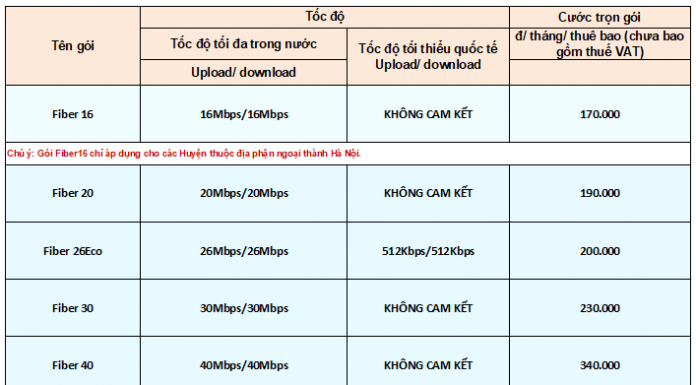 Tên gói
Tốc độ
Cước trọn gói
Tốc độ tối đa trong nước
Tốc độ tối thiểu quốc tế
Upload/ download
đ/ tháng/ thuê bao (chưa bao
gồm thuế VAT)
Upload/ download
Fiber 16
16Mbps/16Mbps
KHÔNG CAM KẾT
170.000
Chú ý: Gói Fiber16 chỉ áp dụng cho các Huyện thuộc địa phận ngoại thành Hà Nội.
Fiber 20
20Mbps/20Mbps
KHÔNG CAM KẾT
190.000
Fiber 26Eco
26Mbps/26Mbps
512Kbps/512Kbps
200.000
Fiber 30
30Mbps/30Mbps
KHÔNG CAM KẾT
230.000
Fiber 40
40Mbps/40Mbps
KHÔNG CAM KẾT
340.000